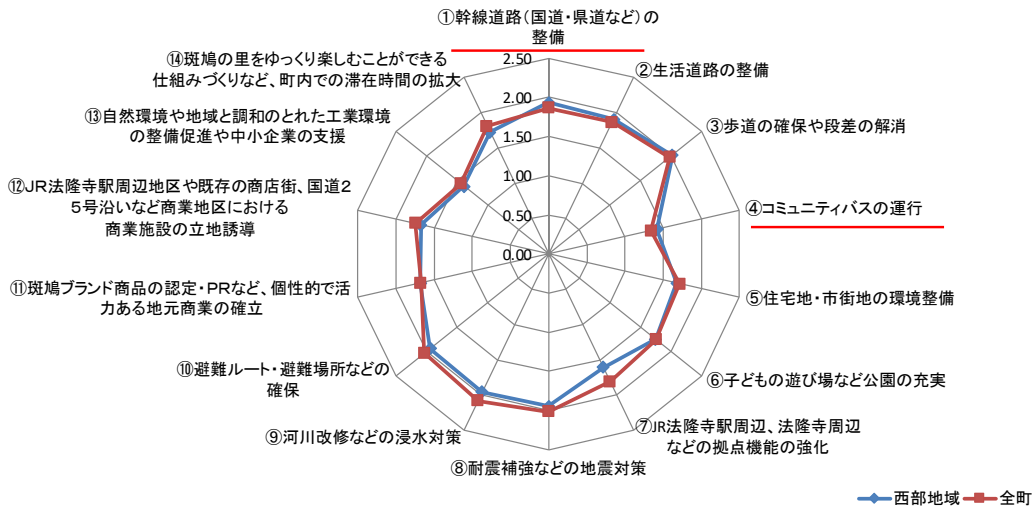 ①幹線道路(国道・県道など)の
整備
②生活道路の整備
③歩道の確保や段差の解消
④コミュニティバスの運行
⑤住宅地・市街地の環境整備
⑥子どもの遊び場など公園の充実
⑦JR法隆寺駅周辺、法隆寺周辺
などの拠点機能の強化
⑧耐震補強などの地震対策
⑨河川改修などの浸水対策
⑩避難ルート・避難場所などの
確保
⑪斑鳩ブランド商品の認定・PRなど、個性的で活
力ある地元商業の確立
⑫JR法隆寺駅周辺地区や既存の商店街、国道2
5号沿いなど商業地区における
商業施設の立地誘導
⑬自然環境や地域と調和のとれた工業環境
の整備促進や中小企業の支援
⑭斑鳩の里をゆっくり楽しむことができる
仕組みづくりなど、町内での滞在時間の拡大
2.50
2.00
1.50
1.00
0.50
0.00
西部地域
全町